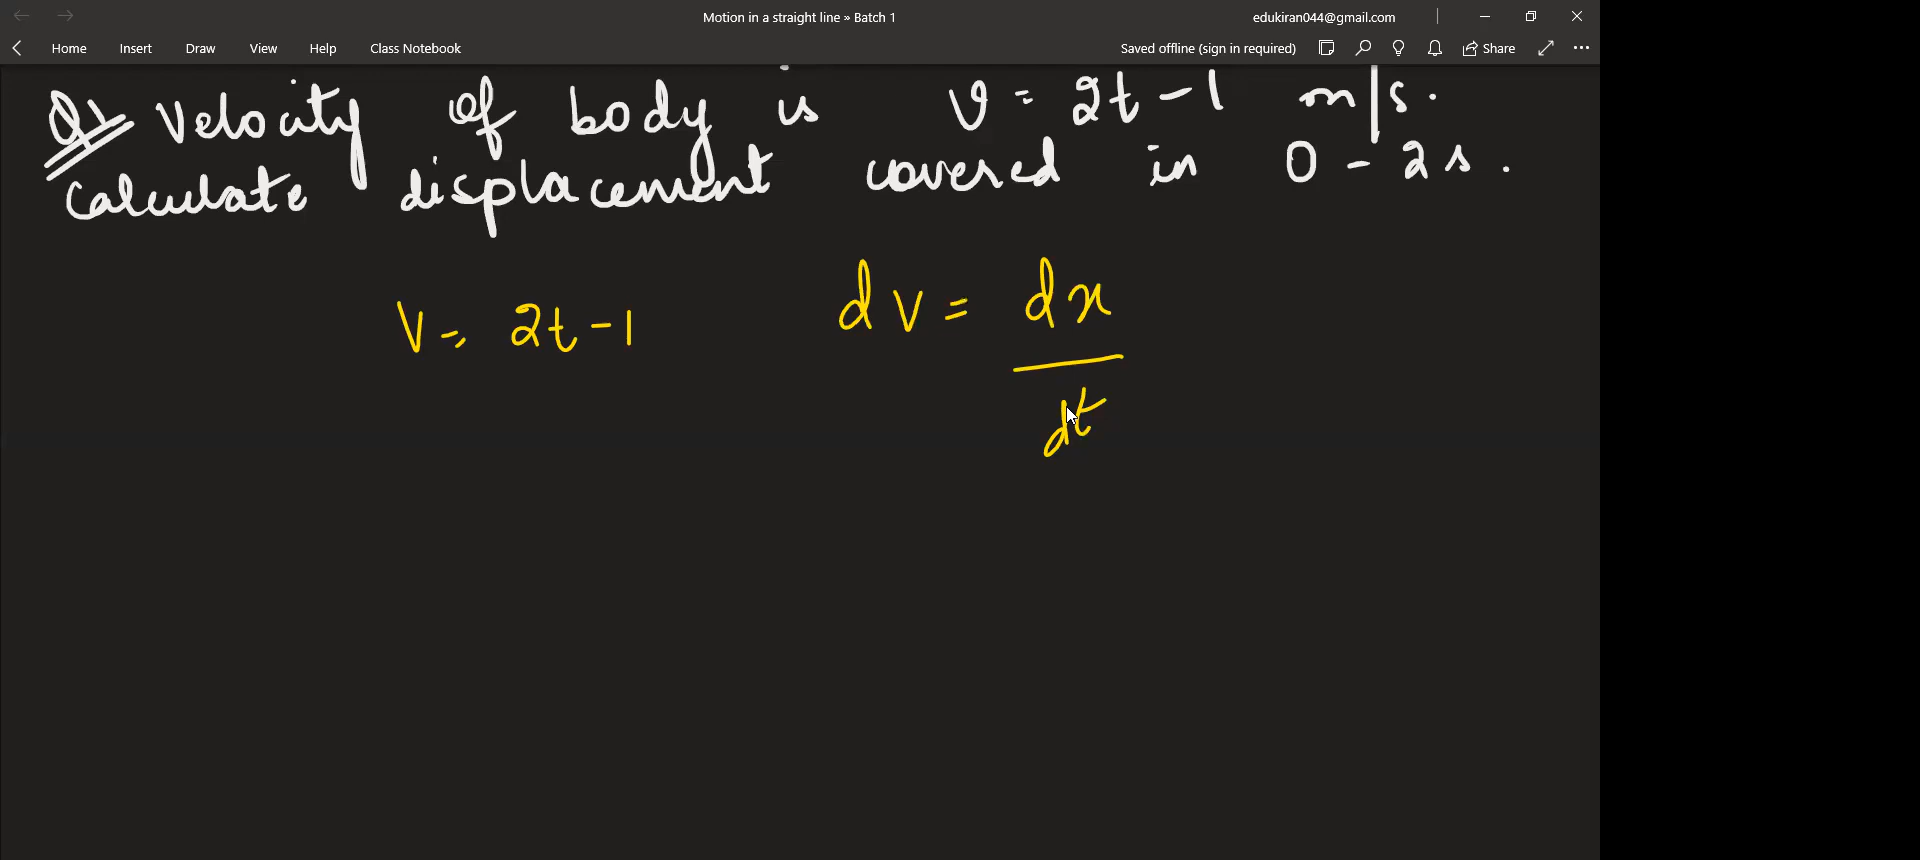 Motion in a straight line » Batch 1
edukiran044@gmail.com
Home Insert Draw View Help Class Notebook
Saved offline (sign in required)
Share
Q1 Velocity of body is v = 2t - 1 m/s.
Calculate displacement covered in 0 - 2s.
V = 2t - 1
dv = dx
dt